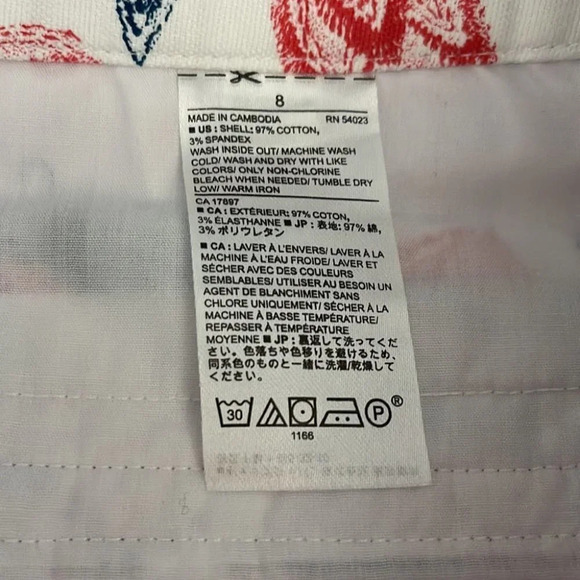 8
MADE IN CAMBODIA RN 54023
■ US : SHELL: 97% COTTON,
3% SPANDEX
WASH INSIDE OUT/ MACHINE WASH
COLD/ WASH AND DRY WITH LIKE
COLORS/ ONLY NON-CHLORINE
BLEACH WHEN NEEDED/ TUMBLE DRY
LOW/ WARM IRON
CA 17897
■ CA : EXTÉRIEUR: 97% COTON,
3% ÉLASTHANNE ■ JP : 表地: 97% 綿,
3% ポリウレタン
■ CA : LAVER À L'ENVERS/ LAVER À LA
MACHINE À L'EAU FROIDE/ LAVER ET
SÉCHER AVEC DES COULEURS
SEMBLABLES/ UTILISER AU BESOIN UN
AGENT DE BLANCHIMENT SANS
CHLORE UNIQUEMENT/ SÉCHER À LA
MACHINE À BASSE TEMPÉRATURE/
REPASSER À TEMPÉRATURE
MOYENNE ■ JP : 裏返して洗ってくだ
さい。色落ちや色移りを避けるため、
同系色のものと一緒に洗濯/乾燥して
ください。
30 P ®
1166